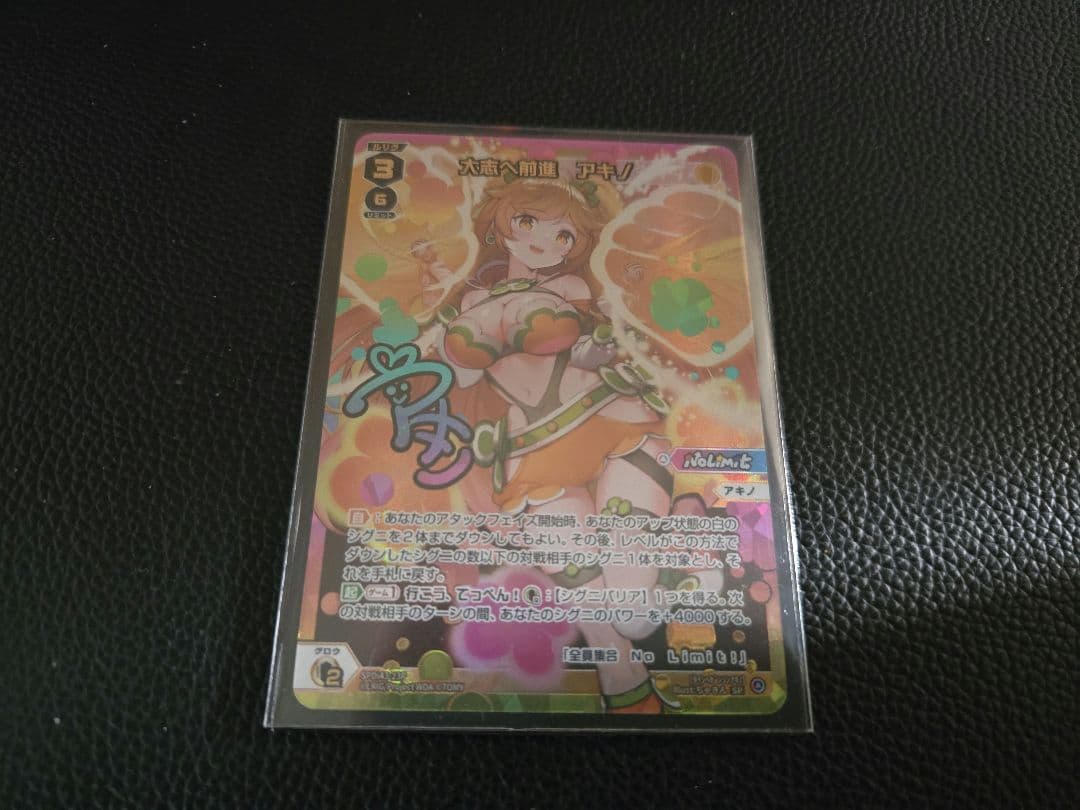 ルリグ
3
大志へ前進 アキノ
6
リミット
NoLimit
アキノ
自：あなたのアタックフェイズ開始時、あなたのアップ状態の白の
シグニを2体までダウンしてもよい。その後、レベルがこの方法で
ダウンしたシグニの数以下の対戦相手のシグニ1体を対象とし、そ
れを手札に戻す。
起 ゲーム1 行こう、てっぺん！：[シグニバリア]1つを得る。次
の対戦相手のターンの間、あなたのシグニのパワーを＋4000する。
「全員集合 No Limit！」
グロウ
2
LRIG Project WDA ©TOMY
SP